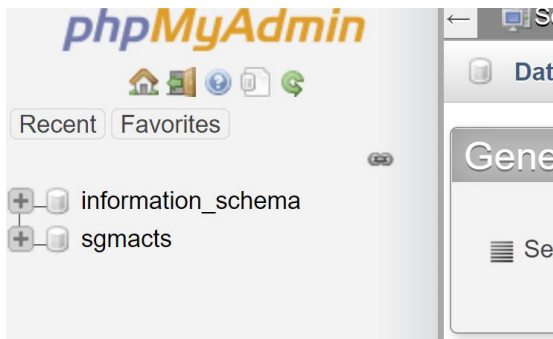 phpMyAdmin
Recent Favorites
information_schema
sgmacts
Dat
Gene
Se